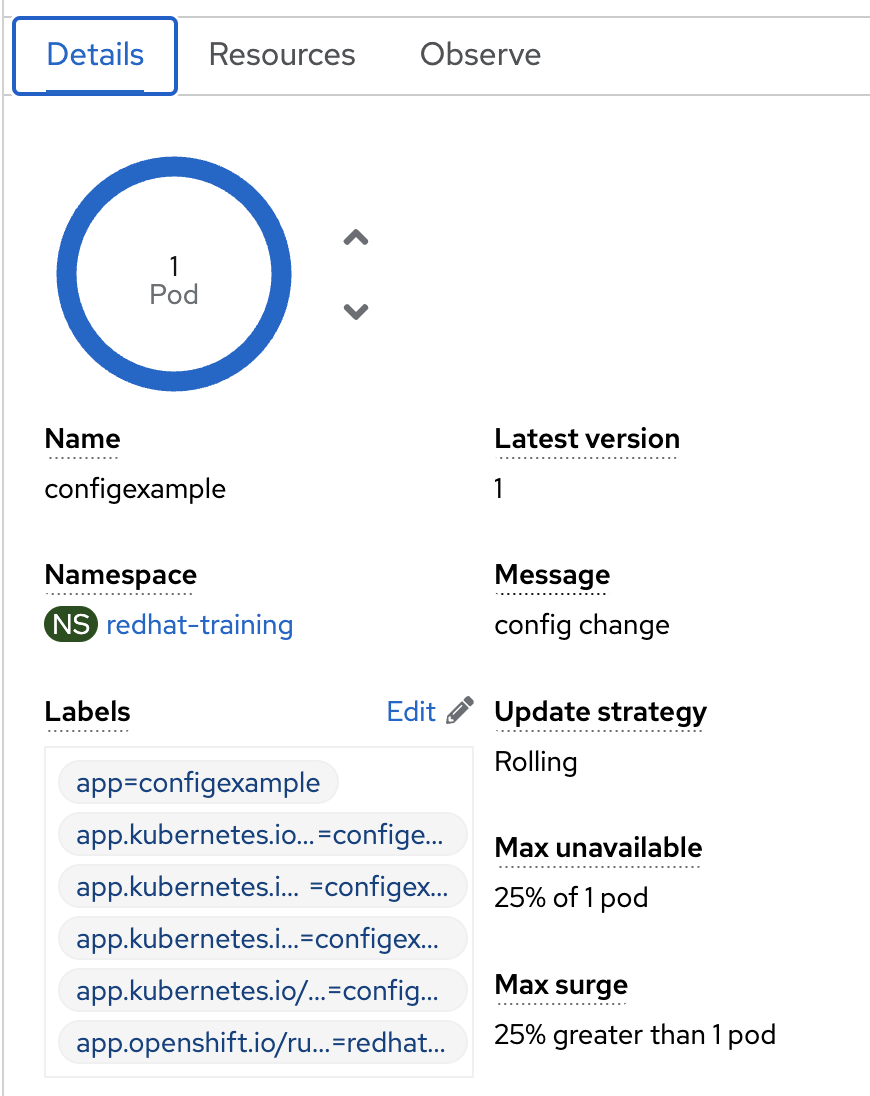 Details Resources Observe
1
Pod
Name
configexample
Latest version
1
Namespace
NS redhat-training
Message
config change
Labels
Edit
app=configexample
app.kubernetes.io...=confige...
app.kubernetes.i... =configex...
app.kubernetes.i...=configex...
app.kubernetes.io/...=config...
app.openshift.io/ru...=redhat...
Update strategy
Rolling
Max unavailable
25% of 1 pod
Max surge
25% greater than 1 pod